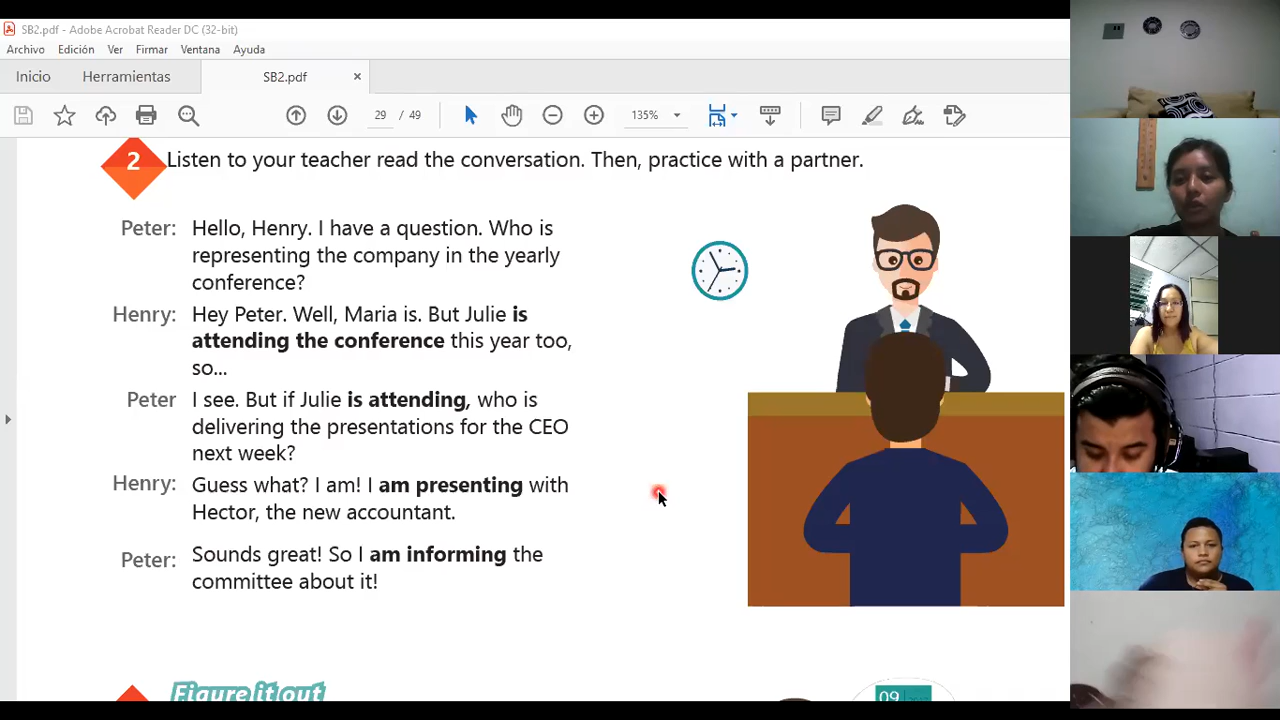 SB2.pdf - Adobe Acrobat Reader DC (32-bit)
Archivo Edición Ver Firmar Ventana Ayuda
Inicio Herramientas SB2.pdf ×
29 / 49 135%
2 Listen to your teacher read the conversation. Then, practice with a partner.
Peter: Hello, Henry. I have a question. Who is
representing the company in the yearly
conference?
Henry: Hey Peter. Well, Maria is. But Julie is
attending the conference this year too,
so...
Peter I see. But if Julie is attending, who is
delivering the presentations for the CEO
next week?
Henry: Guess what? I am! I am presenting with
Hector, the new accountant.
Peter: Sounds great! So I am informing the
committee about it!
Figure it out
09